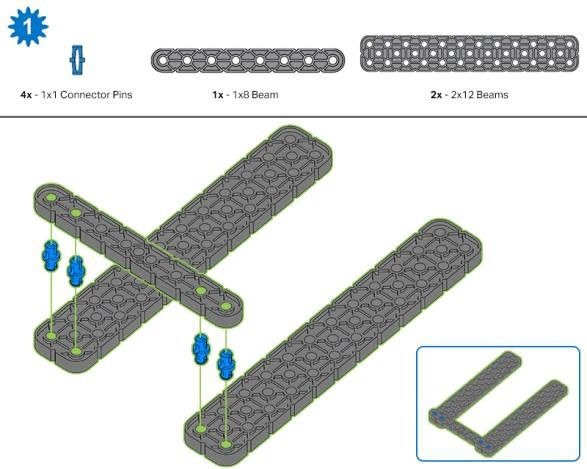 1
4x - 1x1 Connector Pins
1x - 1x8 Beam
2x - 2x12 Beams